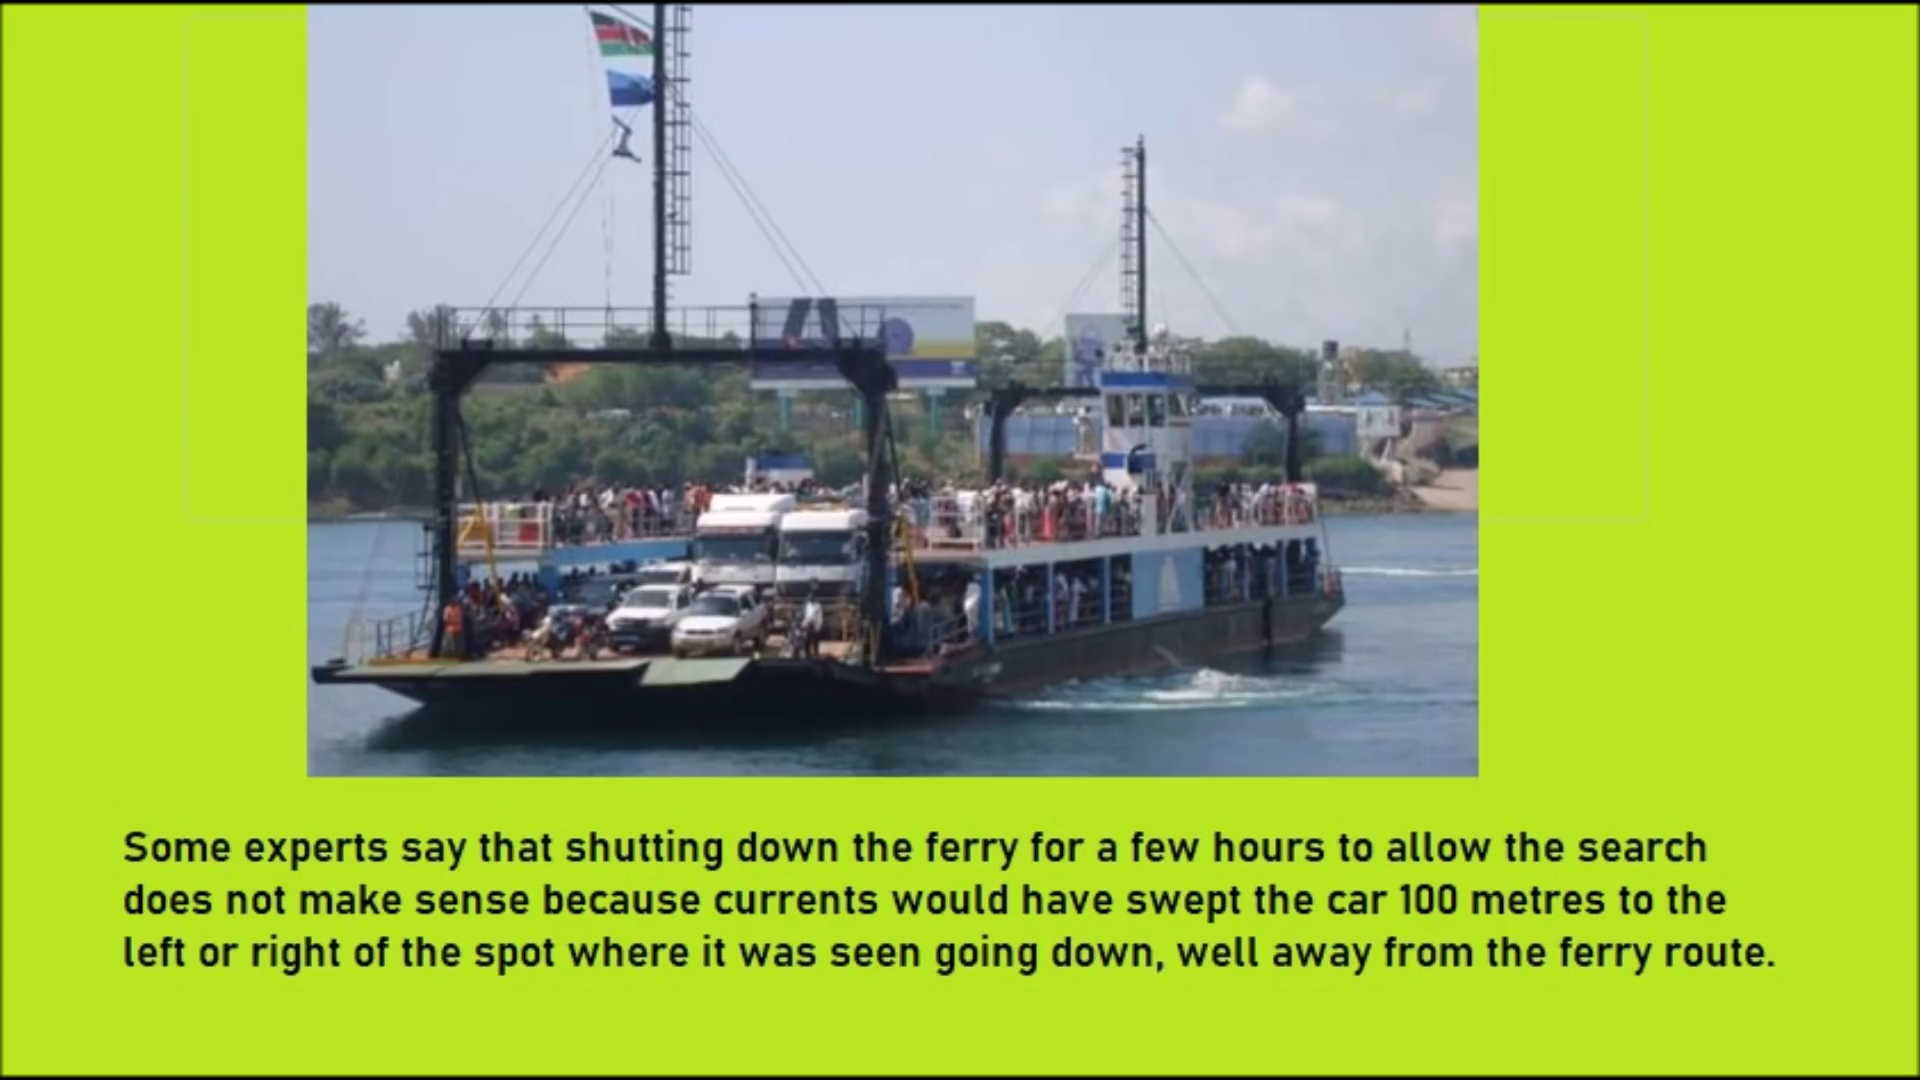 Some experts say that shutting down the ferry for a few hours to allow the search
does not make sense because currents would have swept the car 100 metres to the
left or right of the spot where it was seen going down, well away from the ferry route.